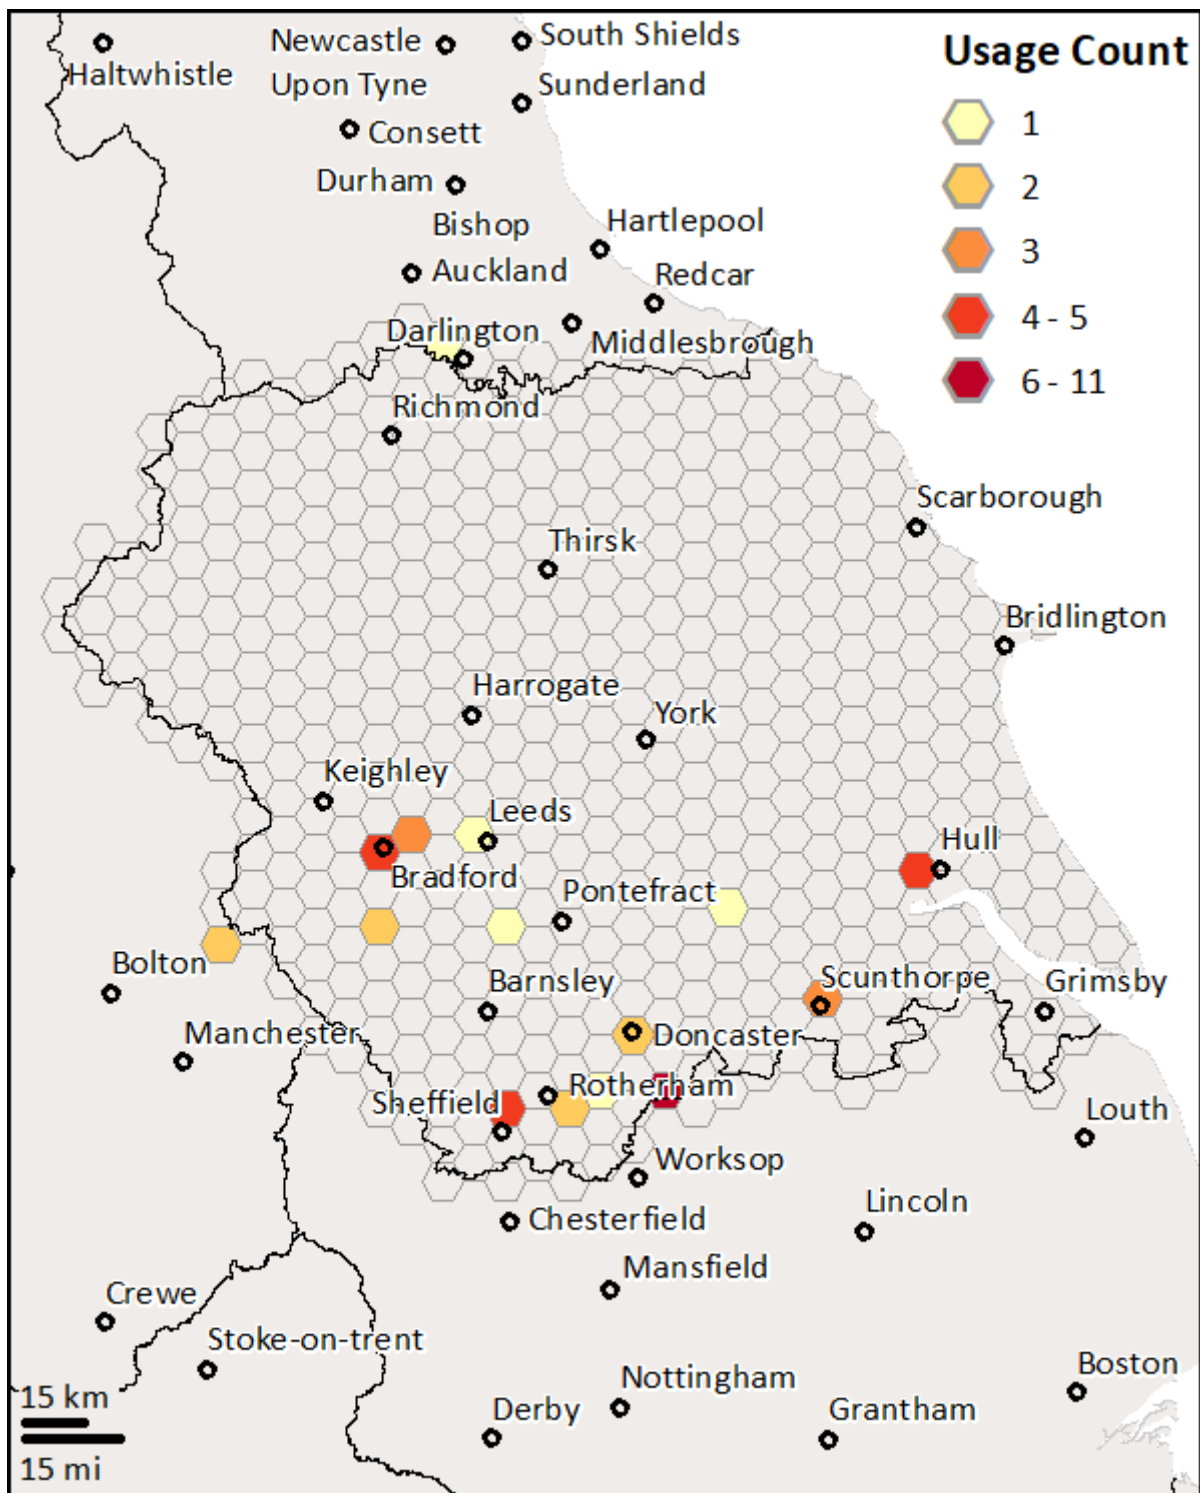 Newcastle
Upon Tyne
South Shields
Usage Count
Haltwhistle
Sunderland
1
Consett
2
Durham
Bishop
Auckland
Hartlepool
3
Redcar
4 - 5
Darlington
Middlesbrough
6 - 11
Richmond
Scarborough
Thirsk
Bridlington
Harrogate
York
Keighley
Leeds
Hull
Bradford
Pontefract
Bolton
Barnsley
Scunthorpe
Grimsby
Manchester
Doncaster
Rotherham
Sheffield
Louth
Worksop
Lincoln
Chesterfield
Mansfield
Crewe
Stoke-on-trent
Boston
Nottingham
15 km
Derby
Grantham
15 mi